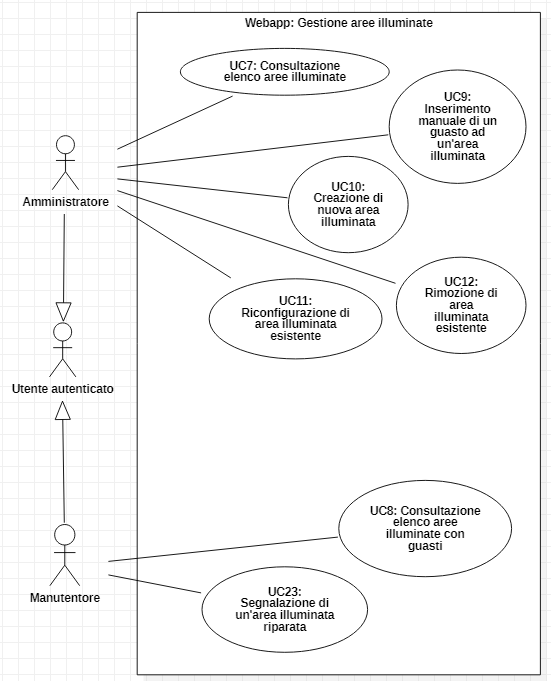 Webapp: Gestione aree illuminate
UC7: Consultazione
elenco aree illuminate
UC9:
Inserimento
manuale di un
guasto ad
un'area
illuminata
Amministratore
UC10:
Creazione di
nuova area
illuminata
UC12:
Rimozione di
area
illuminata
esistente
UC11:
Riconfigurazione di
area illuminata
esistente
Utente autenticato
UC8: Consultazione
elenco aree
illuminate con
guasti
Manutentore
UC23:
Segnalazione di
un'area illuminata
riparata